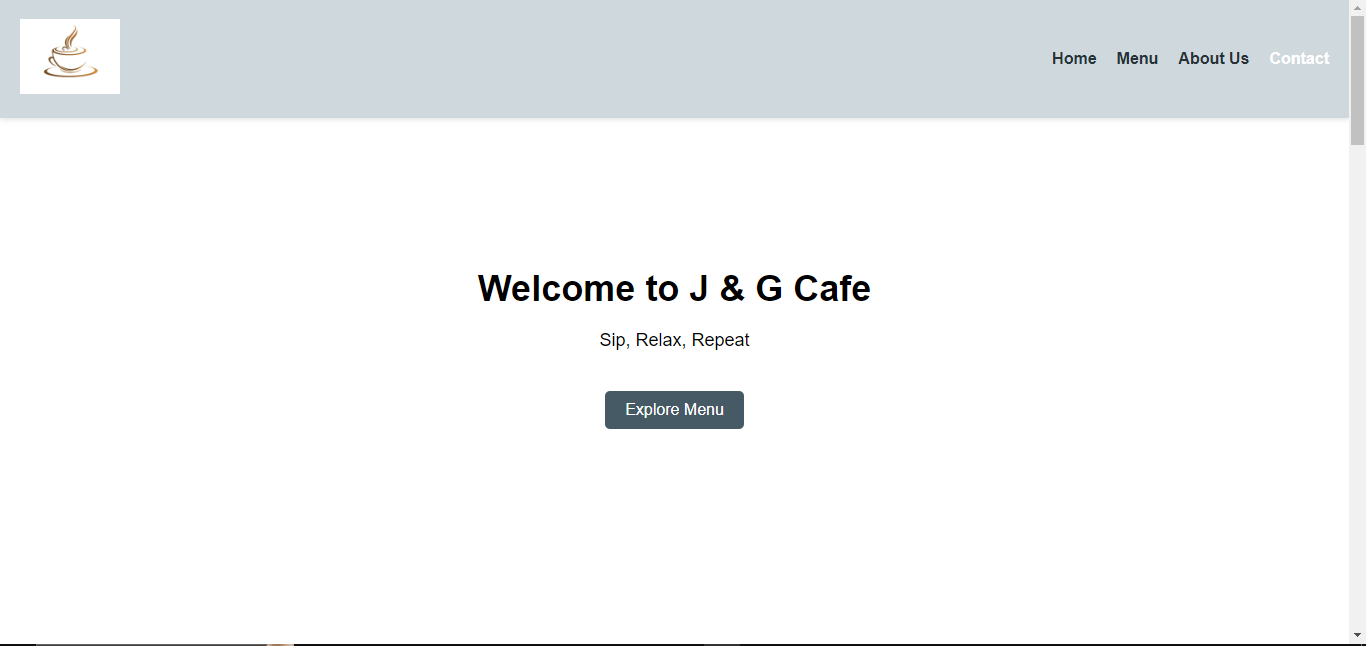 Home Menu About Us Contact
Welcome to J & G Cafe
Sip, Relax, Repeat
Explore Menu